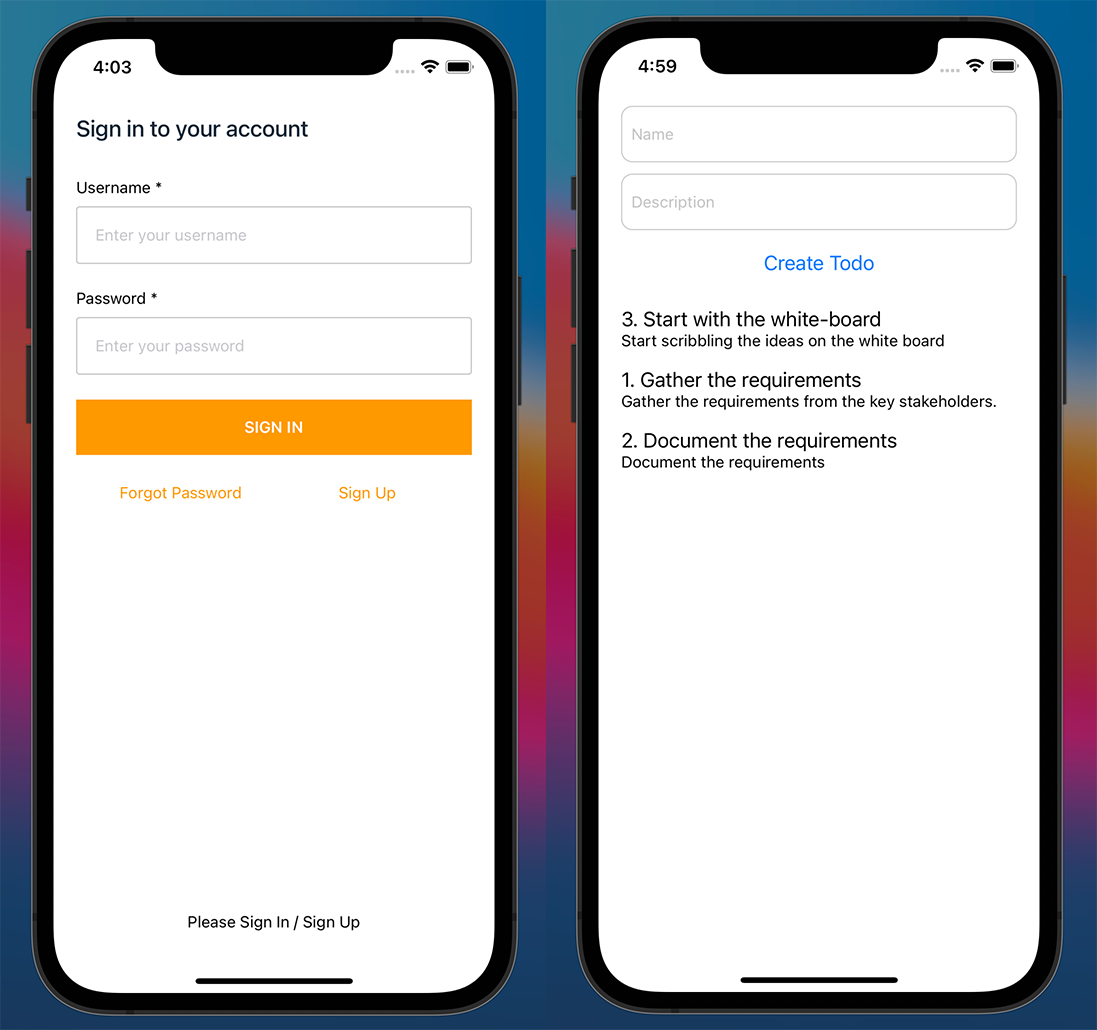 4:03
Sign in to your account
Username *
Enter your username
Password *
Enter your password
SIGN IN
Forgot Password
Sign Up
Please Sign In / Sign Up
4:59
Name
Description
Create Todo
3. Start with the white-board
Start scribbling the ideas on the white board
1. Gather the requirements
Gather the requirements from the key stakeholders.
2. Document the requirements
Document the requirements